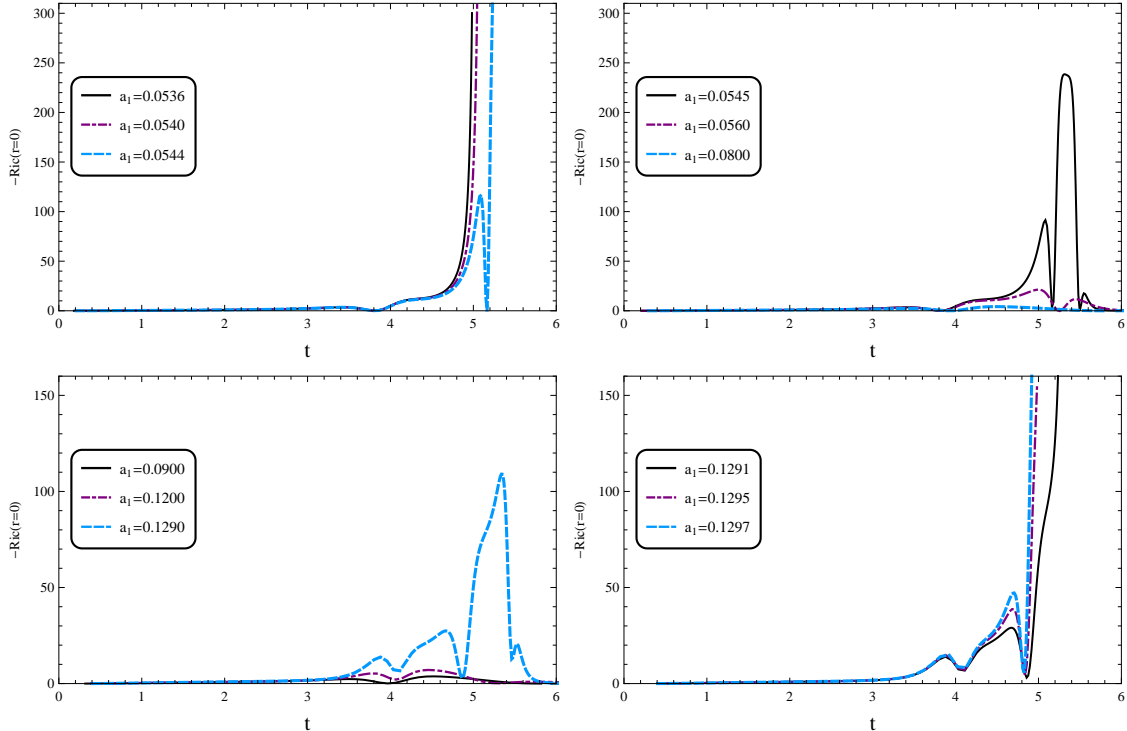 300
250
200
150
100
50
0
-Ric(r=0)
a1=0.0536
a1=0.0540
a1=0.0544
0 1 2 3 4 5 6
t
300
250
200
150
100
50
0
-Ric(r=0)
a1=0.0545
a1=0.0560
a1=0.0800
0 1 2 3 4 5 6
t
150
100
50
0
-Ric(r=0)
a1=0.0900
a1=0.1200
a1=0.1290
0 1 2 3 4 5 6
t
150
100
50
0
-Ric(r=0)
a1=0.1291
a1=0.1295
a1=0.1297
0 1 2 3 4 5 6
t